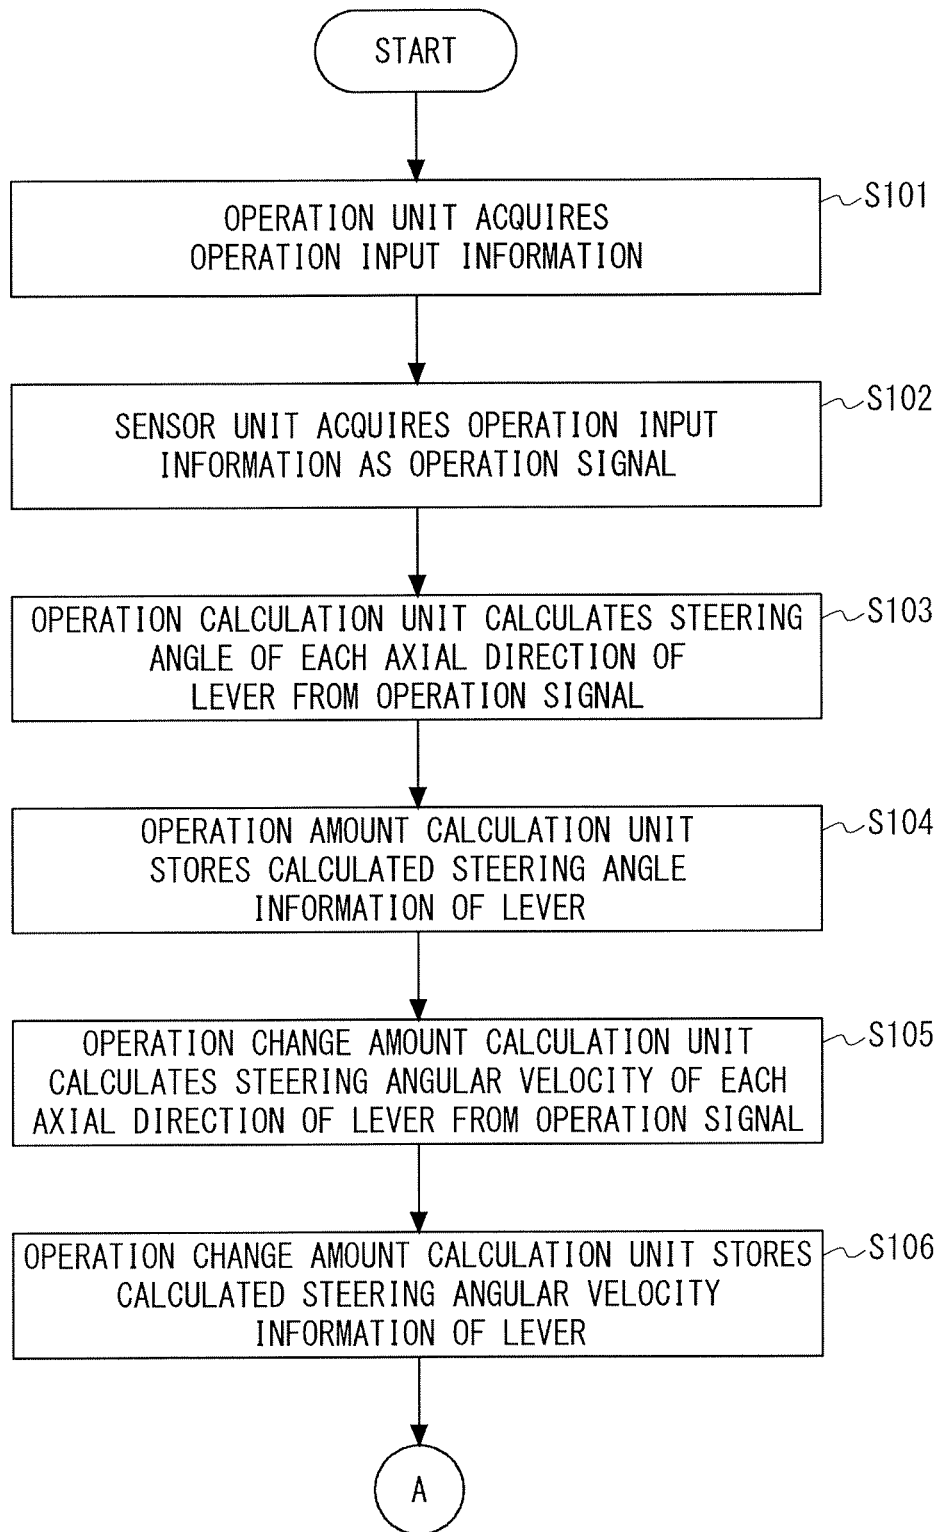 START
S101
OPERATION UNIT ACQUIRES
OPERATION INPUT INFORMATION
S102
SENSOR UNIT ACQUIRES OPERATION INPUT
INFORMATION AS OPERATION SIGNAL
S103
OPERATION CALCULATION UNIT CALCULATES STEERING
ANGLE OF EACH AXIAL DIRECTION OF
LEVER FROM OPERATION SIGNAL
S104
OPERATION AMOUNT CALCULATION UNIT
STORES CALCULATED STEERING ANGLE
INFORMATION OF LEVER
S105
OPERATION CHANGE AMOUNT CALCULATION UNIT
CALCULATES STEERING ANGULAR VELOCITY OF EACH
AXIAL DIRECTION OF LEVER FROM OPERATION SIGNAL
S106
OPERATION CHANGE AMOUNT CALCULATION UNIT STORES
CALCULATED STEERING ANGULAR VELOCITY
INFORMATION OF LEVER
A